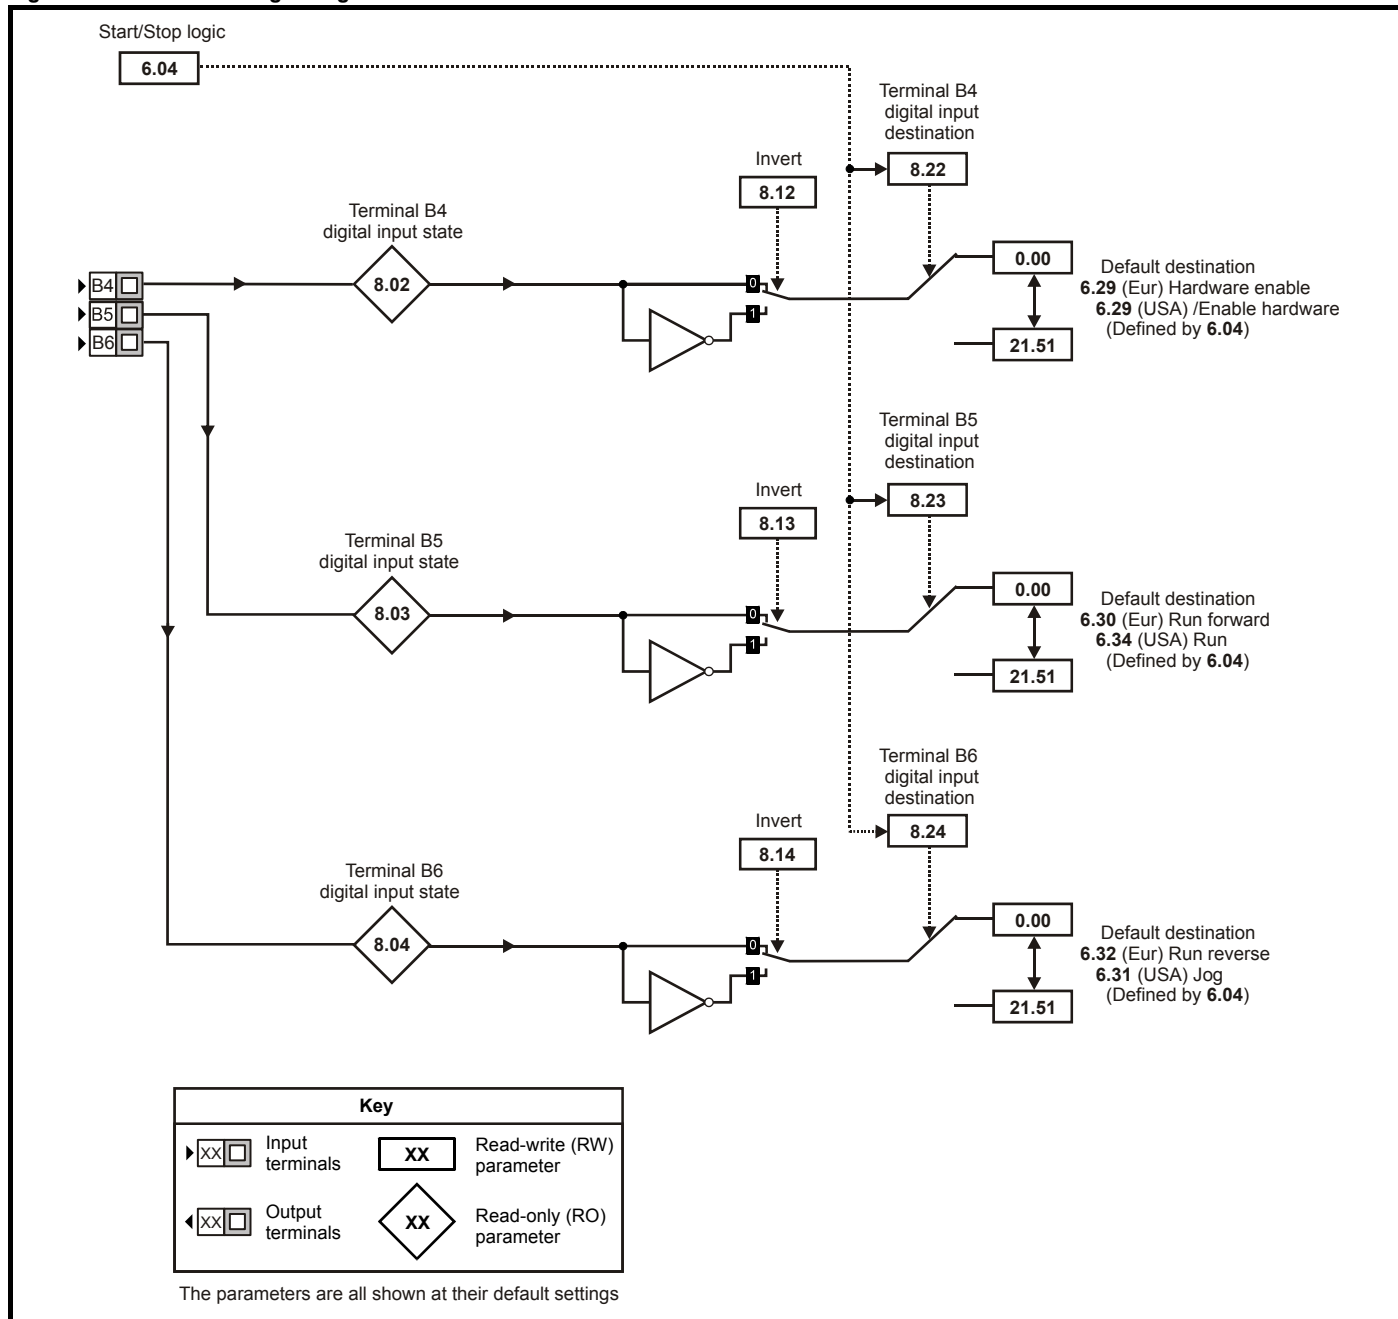 Start/Stop logic
6.04
Terminal B4
digital input
destination
8.22
Invert
8.12
Terminal B4
digital input state
8.02
B4
B5
B6
0
1
0.00
21.51
Default destination
6.29 (Eur) Hardware enable
6.29 (USA) /Enable hardware
(Defined by 6.04)
Terminal B5
digital input
destination
8.23
Invert
8.13
Terminal B5
digital input state
8.03
0
1
0.00
21.51
Default destination
6.30 (Eur) Run forward
6.34 (USA) Run
(Defined by 6.04)
Terminal B6
digital input
destination
8.24
Invert
8.14
Terminal B6
digital input state
8.04
0
1
0.00
21.51
Default destination
6.32 (Eur) Run reverse
6.31 (USA) Jog
(Defined by 6.04)
Key
XX
Input
terminals
XX
Read-write (RW)
parameter
XX
Output
terminals
XX
Read-only (RO)
parameter
The parameters are all shown at their default settings